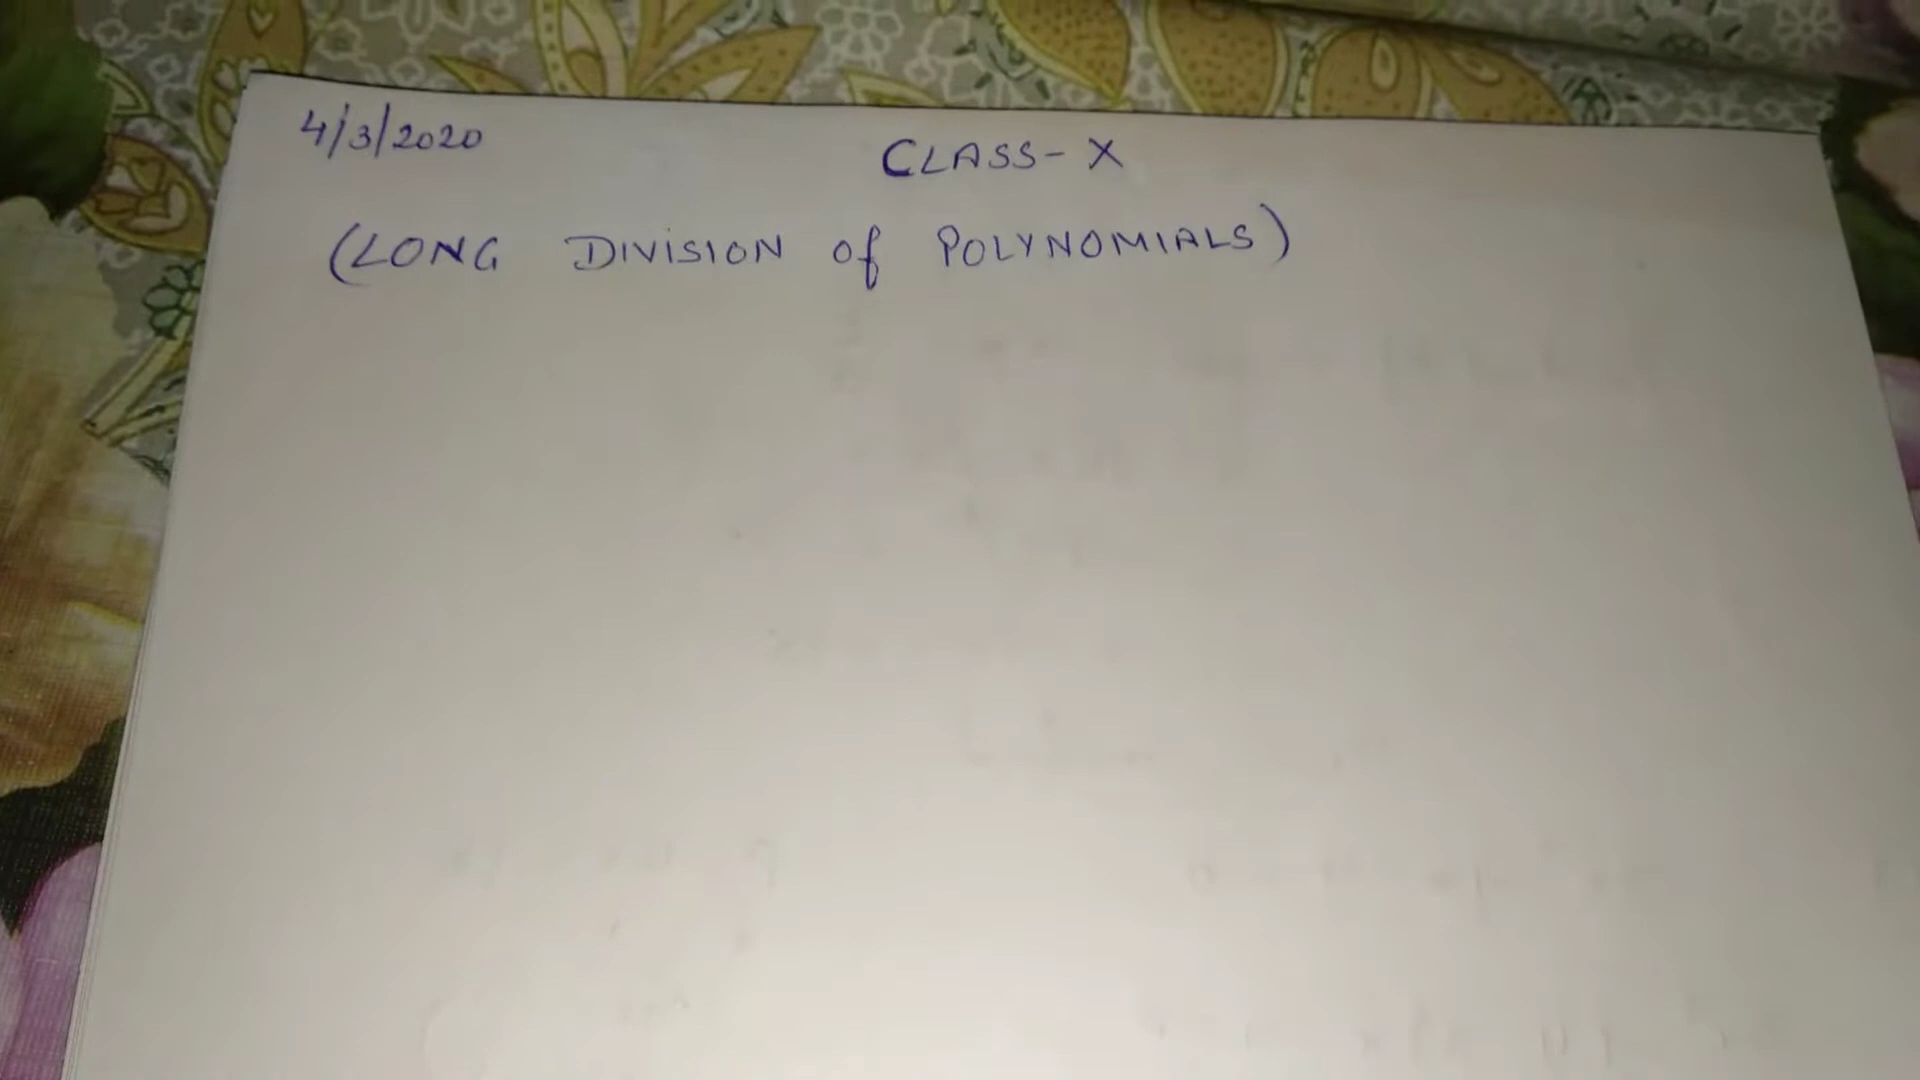 4/3/2020
CLASS - X
(LONG DIVISION of POLYNOMIALS)